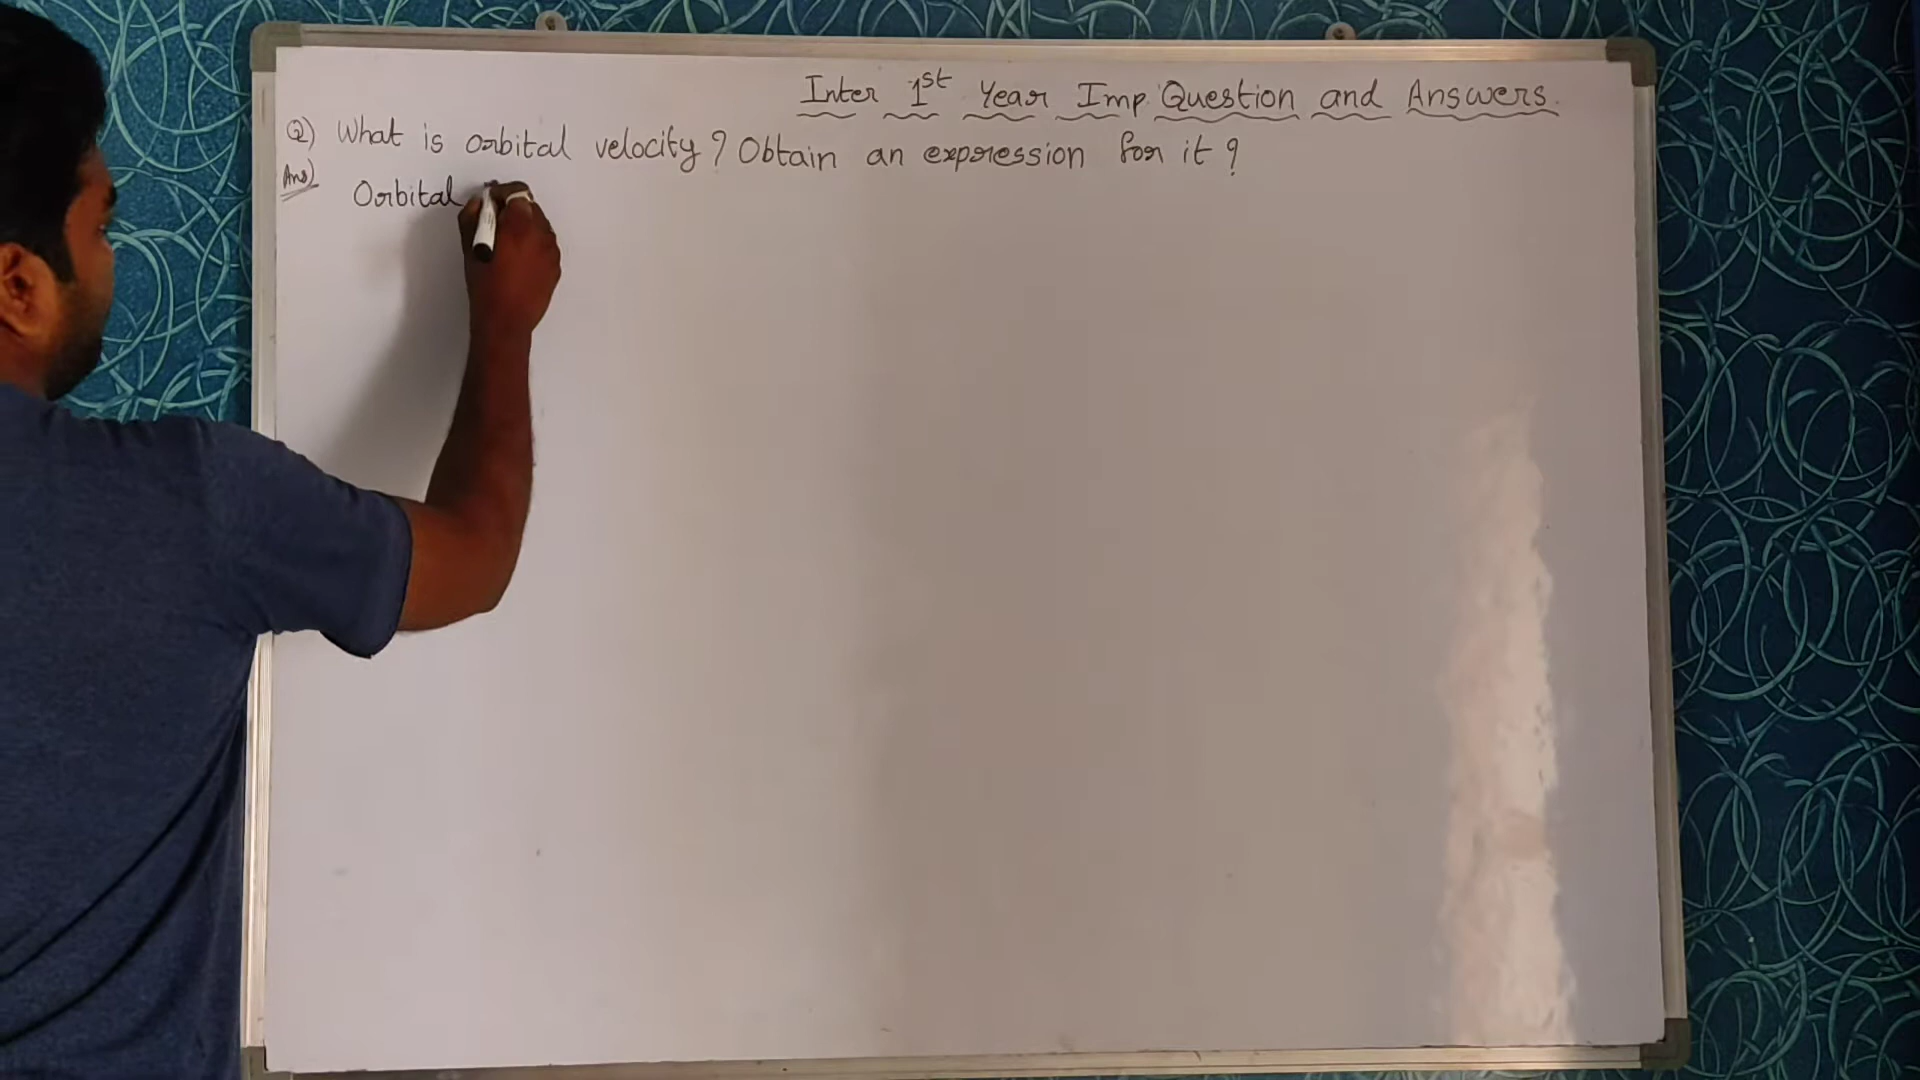 Inter 1st Year Imp Question and Answers.
Q) What is orbital velocity? Obtain an expression for it?
Ans)
Orbital